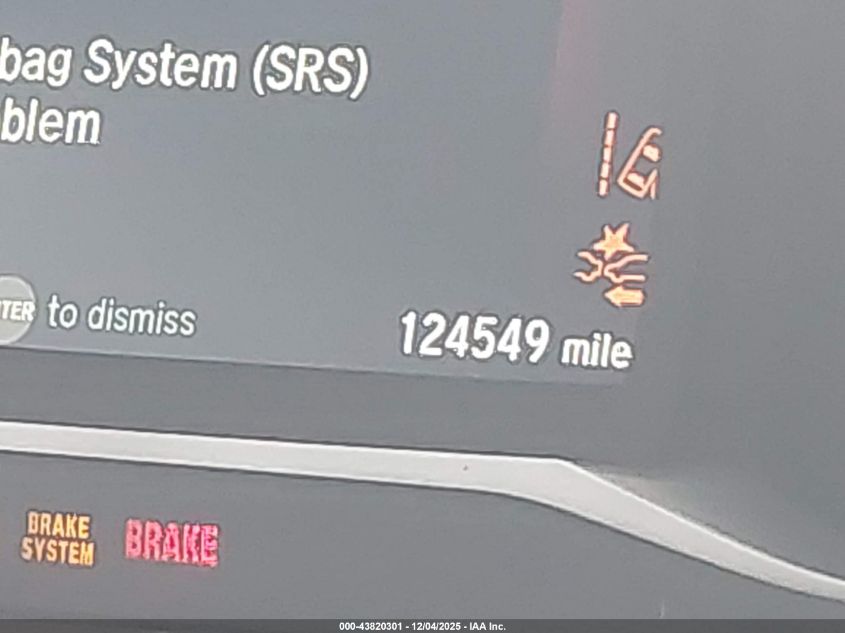 bag System (SRS)
blem
TER to dismiss
124549 mile
BRAKE
SYSTEM
BRAKE
000-43820301 - 12/04/2025 - IAA Inc.